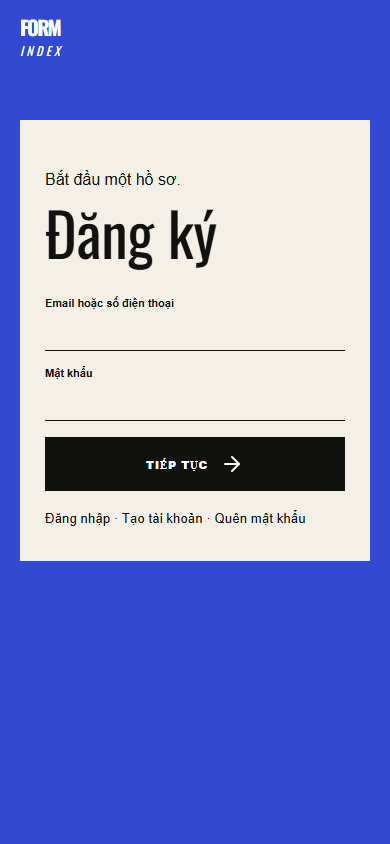 FORM
INDEX
Bắt đầu một hồ sơ.
Đăng ký
Email hoặc số điện thoại
Mật khẩu
TIẾP TỤC
Đăng nhập · Tạo tài khoản · Quên mật khẩu